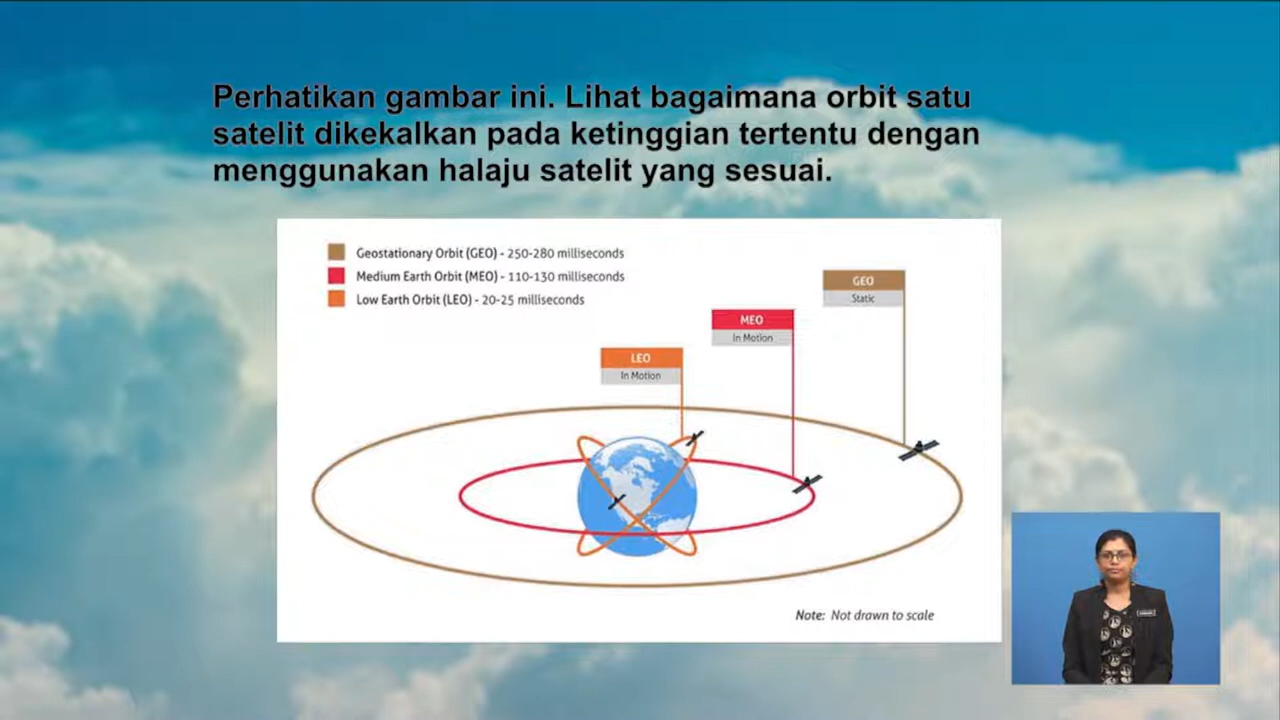 Perhatikan gambar ini. Lihat bagaimana orbit satu
satelit dikekalkan pada ketinggian tertentu dengan
menggunakan halaju satelit yang sesuai.
Geostationary Orbit (GEO) - 250-280 milliseconds
Medium Earth Orbit (MEO) - 110-130 milliseconds
Low Earth Orbit (LEO) - 20-25 milliseconds
GEO
Static
MEO
In Motion
LEO
In Motion
Note: Not drawn to scale